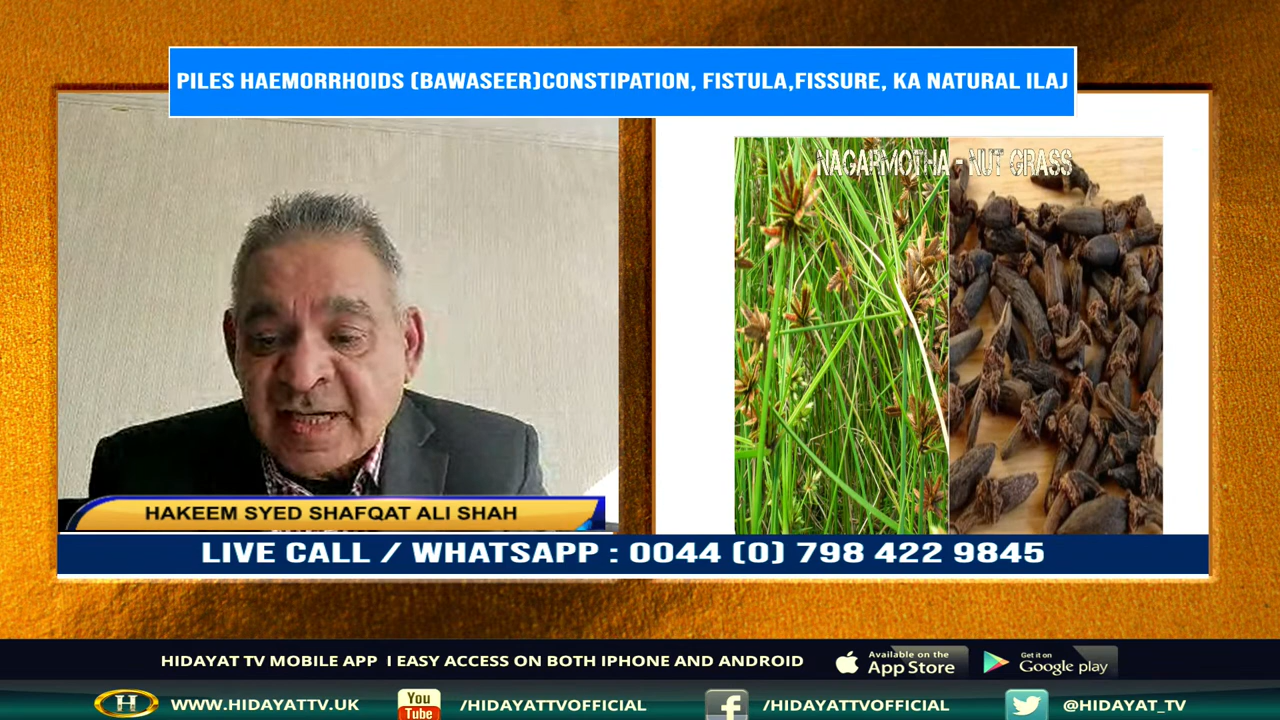 PILES HAEMORRHOIDS (BAWASEER)CONSTIPATION, FISTULA,FISSURE, KA NATURAL ILAJ
NAGARMOTHA - NUT GRASS
HAKEEM SYED SHAFQAT ALI SHAH
LIVE CALL / WHATSAPP : 0044 (0) 798 422 9845
HIDAYAT TV MOBILE APP I EASY ACCESS ON BOTH IPHONE AND ANDROID
Available on the
App Store
Get it on
Google play
H
WWW.HIDAYATTV.UK
You
Tube
/HIDAYATTVOFFICIAL
f
/HIDAYATTVOFFICIAL
@HIDAYAT_TV